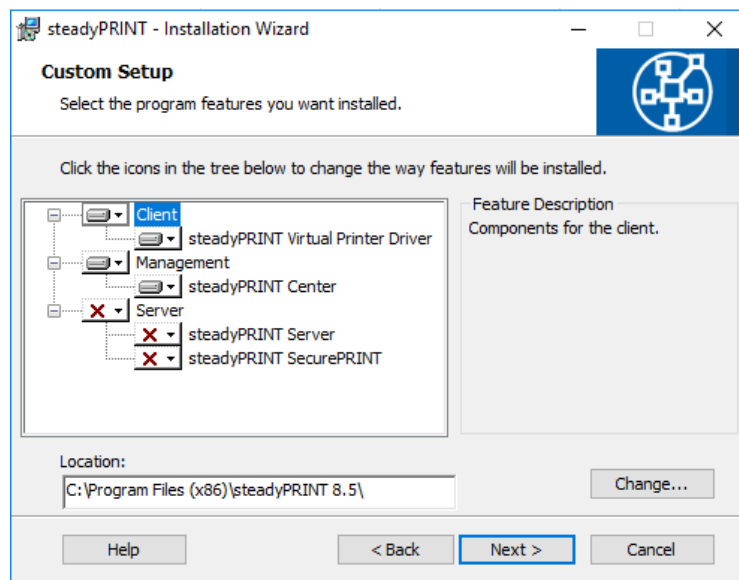 steadyPRINT - Installation Wizard
Custom Setup
Select the program features you want installed.
Click the icons in the tree below to change the way features will be installed.
Client
steadyPRINT Virtual Printer Driver
Management
steadyPRINT Center
Server
steadyPRINT Server
steadyPRINT SecurePRINT
Feature Description
Components for the client.
Location:
C:\Program Files (x86)\steadyPRINT 8.5\
Change...
Help
< Back
Next >
Cancel